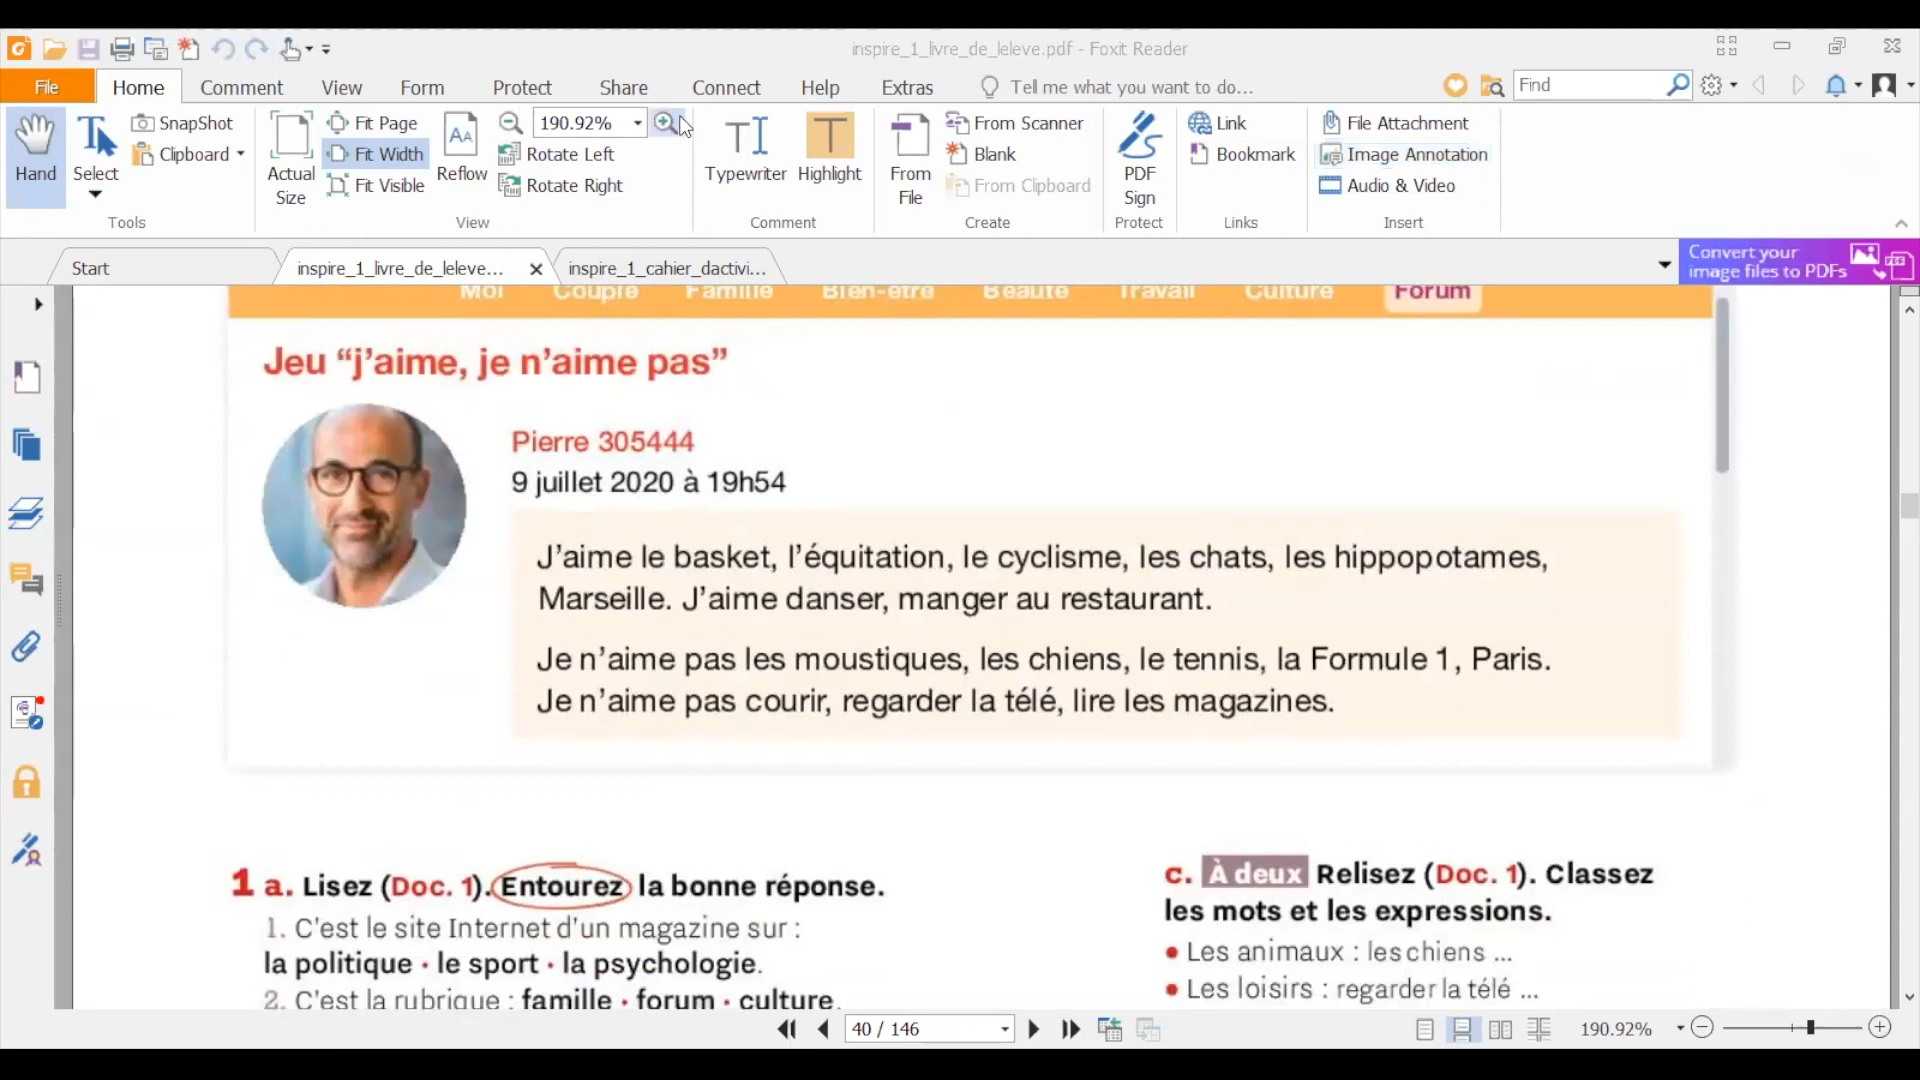 inspire_1_livre_de_leleve.pdf - Foxit Reader
File Home Comment View Form Protect Share Connect Help Extras Tell me what you want to do... Find
Hand
Select
SnapShot
Clipboard
Tools
Actual Size
Fit Page
Fit Width
Fit Visible
Reflow
190.92%
Rotate Left
Rotate Right
View
Typewriter
Highlight
Comment
From File
From Scanner
Blank
From Clipboard
Create
PDF Sign
Protect
Link
Bookmark
Links
File Attachment
Image Annotation
Audio & Video
Insert
Start
inspire_1_livre_de_leleve...
inspire_1_cahier_dactivi...
Convert your
image files to PDFs
Moi Couple Famille Bien-être Beauté Travail Culture Forum
Jeu “j’aime, je n’aime pas”
Pierre 305444
9 juillet 2020 à 19h54
J’aime le basket, l’équitation, le cyclisme, les chats, les hippopotames,
Marseille. J’aime danser, manger au restaurant.
Je n’aime pas les moustiques, les chiens, le tennis, la Formule 1, Paris.
Je n’aime pas courir, regarder la télé, lire les magazines.
1 a. Lisez (Doc. 1). Entourez la bonne réponse.
1. C’est le site Internet d’un magazine sur :
la politique • le sport • la psychologie.
2. C’est la rubrique : famille • forum • culture.
c. À deux Relisez (Doc. 1). Classez
les mots et les expressions.
• Les animaux : les chiens ...
• Les loisirs : regarder la télé ...
40 / 146
190.92%